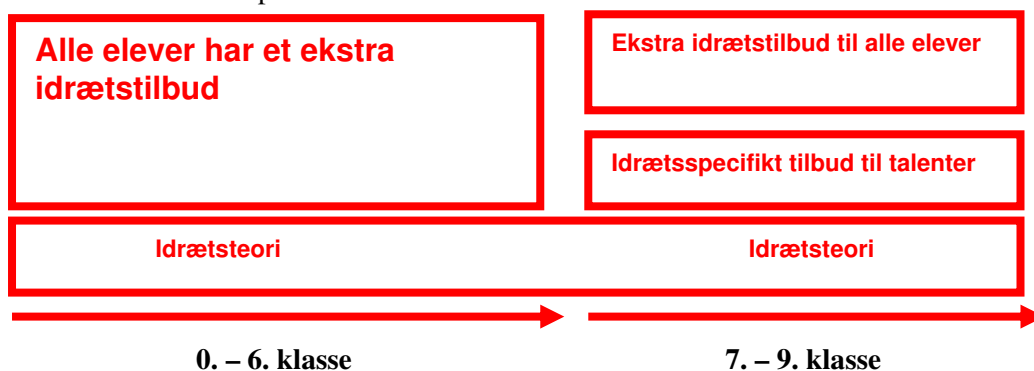 Alle elever har et ekstra
idrætstilbud
Ekstra idrætstilbud til alle elever
Idrætsspecifikt tilbud til talenter
Idrætsteori
Idrætsteori
0. – 6. klasse
7. – 9. klasse